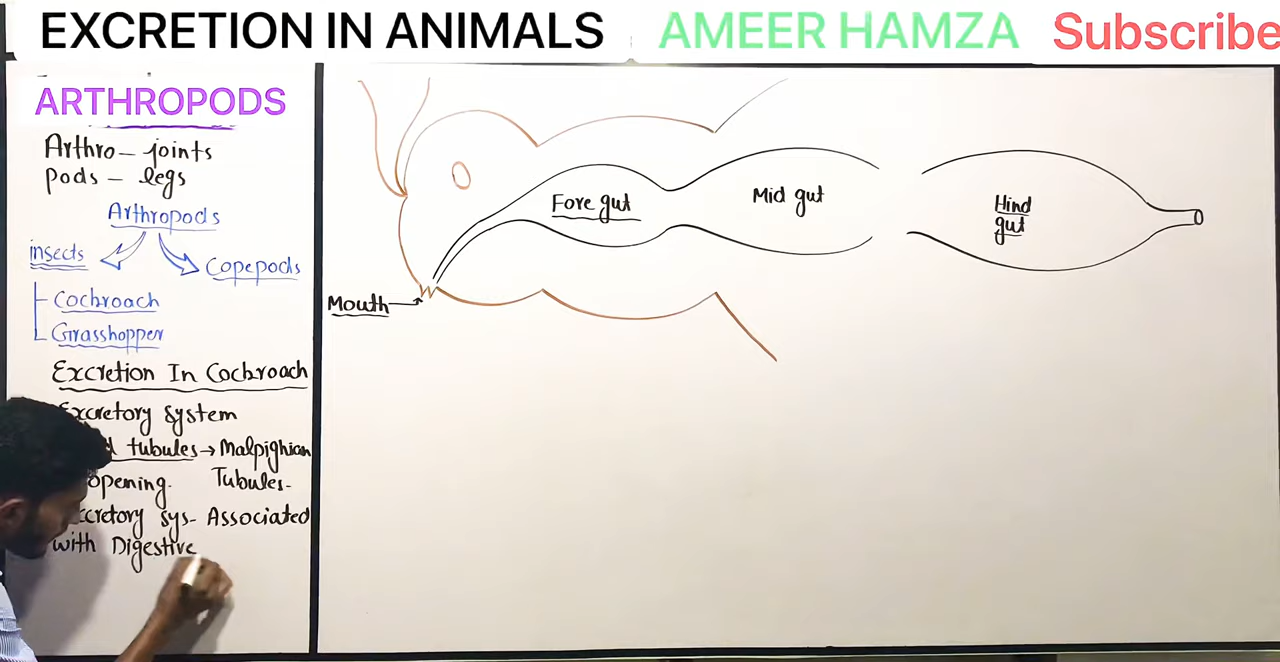 EXCRETION IN ANIMALS AMEER HAMZA Subscribe
ARTHROPODS
Arthro - joints
Pods - legs
Arthropods
insects
Copepods
Cockroach
Grasshopper
Excretion In Cockroach
Excretory system
tubules → Malpighian
opening. Tubules-
sys- Associated
with Digestive
Fore gut
Mid gut
Hind
gut
Mouth